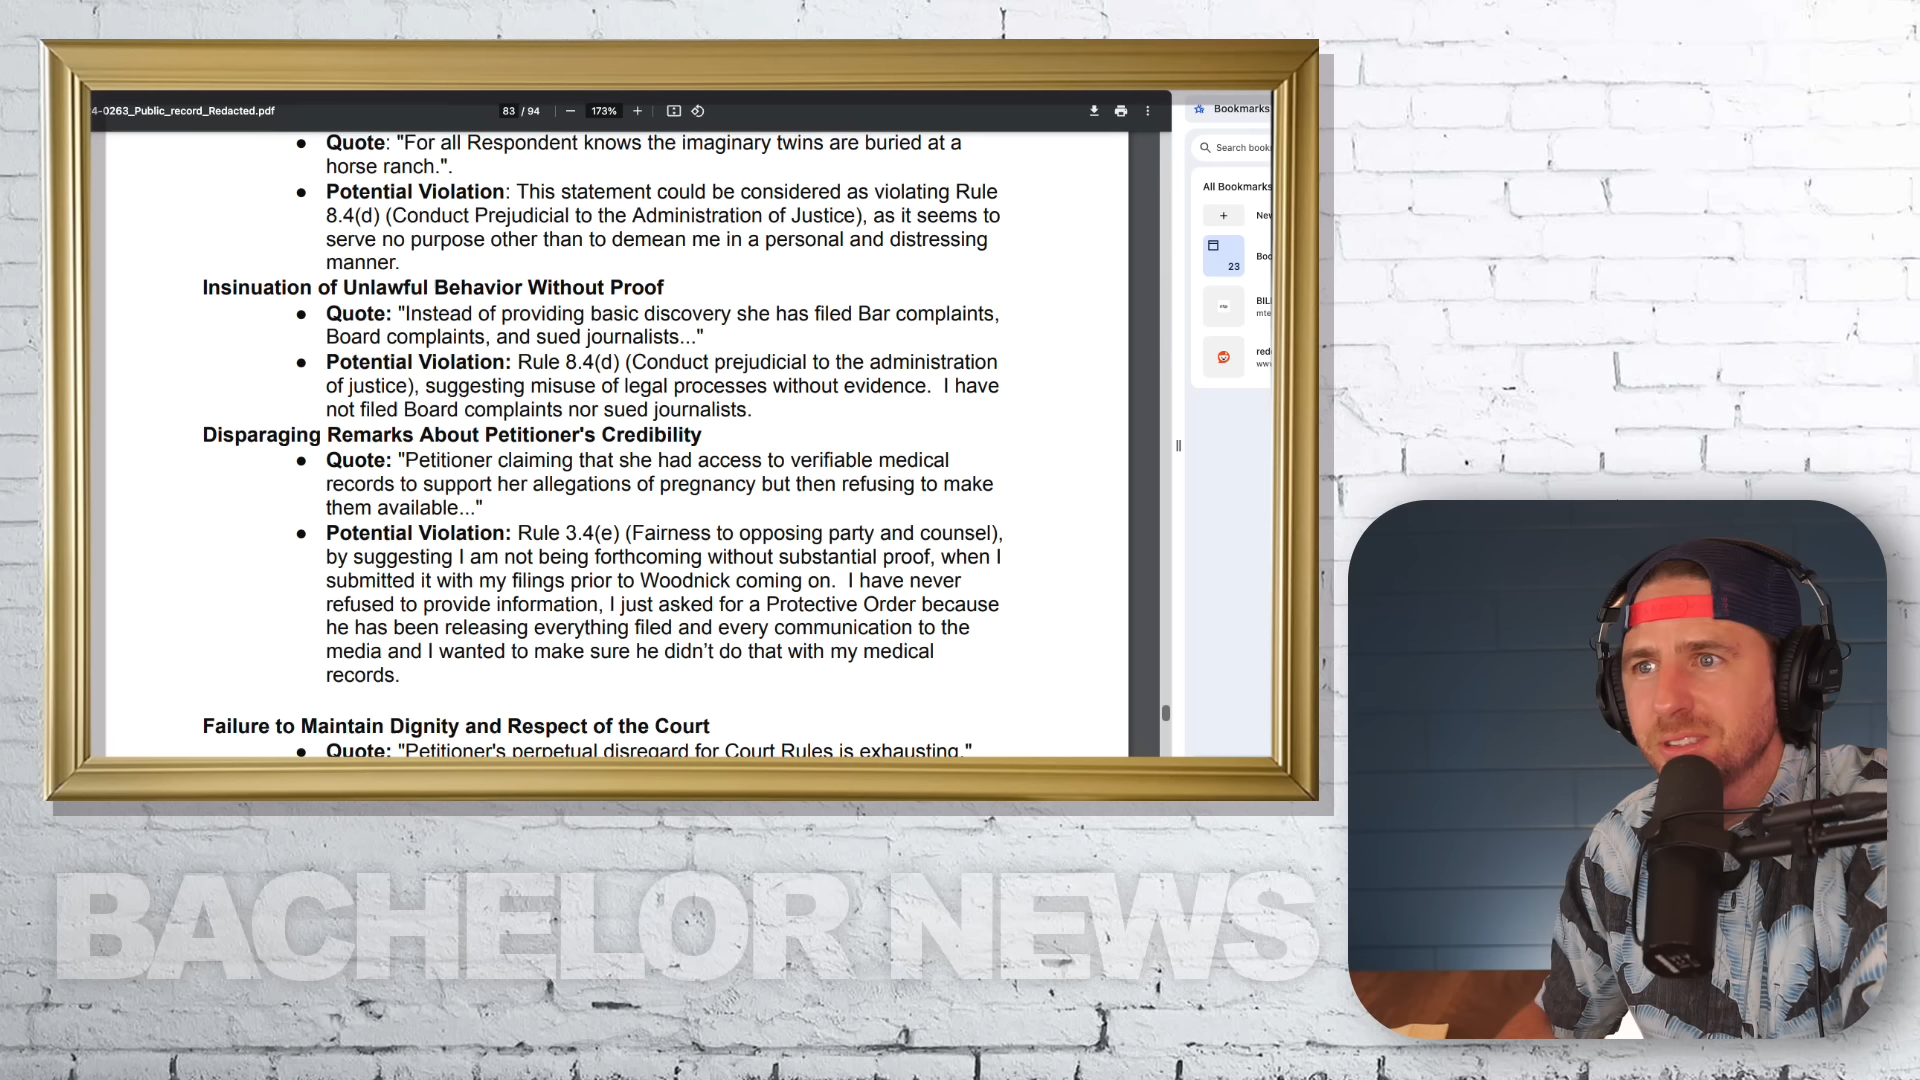 4-0263_Public_record_Redacted.pdf
83 / 94
173%
Bookmarks
Search book
All Bookmarks
New
23
Boo
BIL
mte
redd
www
● Quote: "For all Respondent knows the imaginary twins are buried at a
horse ranch.".
● Potential Violation: This statement could be considered as violating Rule
8.4(d) (Conduct Prejudicial to the Administration of Justice), as it seems to
serve no purpose other than to demean me in a personal and distressing
manner.
Insinuation of Unlawful Behavior Without Proof
● Quote: "Instead of providing basic discovery she has filed Bar complaints,
Board complaints, and sued journalists..."
● Potential Violation: Rule 8.4(d) (Conduct prejudicial to the administration
of justice), suggesting misuse of legal processes without evidence. I have
not filed Board complaints nor sued journalists.
Disparaging Remarks About Petitioner's Credibility
● Quote: "Petitioner claiming that she had access to verifiable medical
records to support her allegations of pregnancy but then refusing to make
them available..."
● Potential Violation: Rule 3.4(e) (Fairness to opposing party and counsel),
by suggesting I am not being forthcoming without substantial proof, when I
submitted it with my filings prior to Woodnick coming on. I have never
refused to provide information, I just asked for a Protective Order because
he has been releasing everything filed and every communication to the
media and I wanted to make sure he didn't do that with my medical
records.
Failure to Maintain Dignity and Respect of the Court
● Quote: "Petitioner's perpetual disregard for Court Rules is exhausting."
BACHELOR NEWS